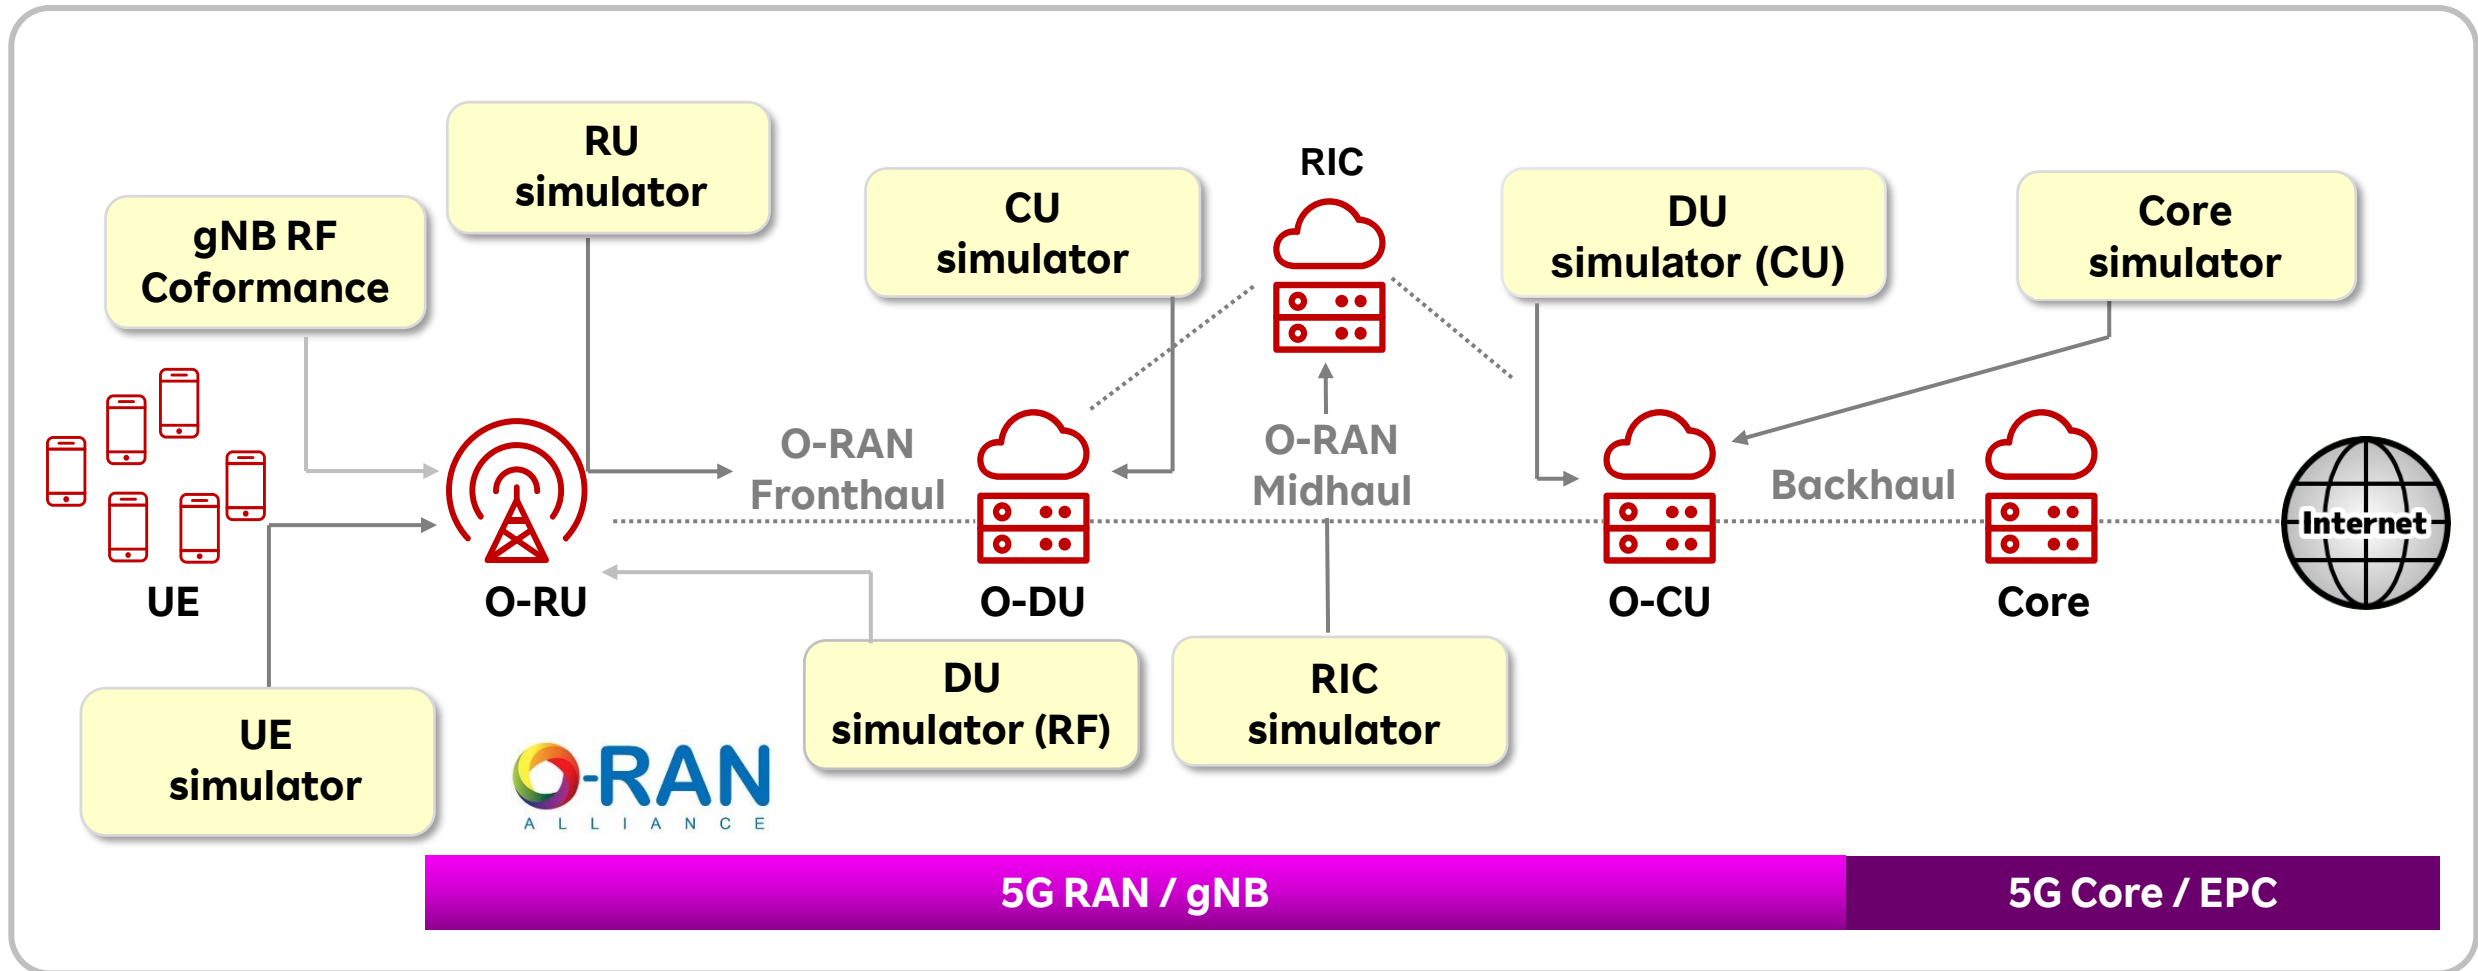 RU
simulator
RIC
gNB RF
Coformance
CU
simulator
DU
simulator (CU)
Core
simulator
O-RAN
Fronthaul
O-RAN
Midhaul
Backhaul
Internet
UE
O-RU
O-DU
O-CU
Core
UE
simulator
DU
simulator (RF)
RIC
simulator
O-RAN
ALLIANCE
5G RAN / gNB
5G Core / EPC